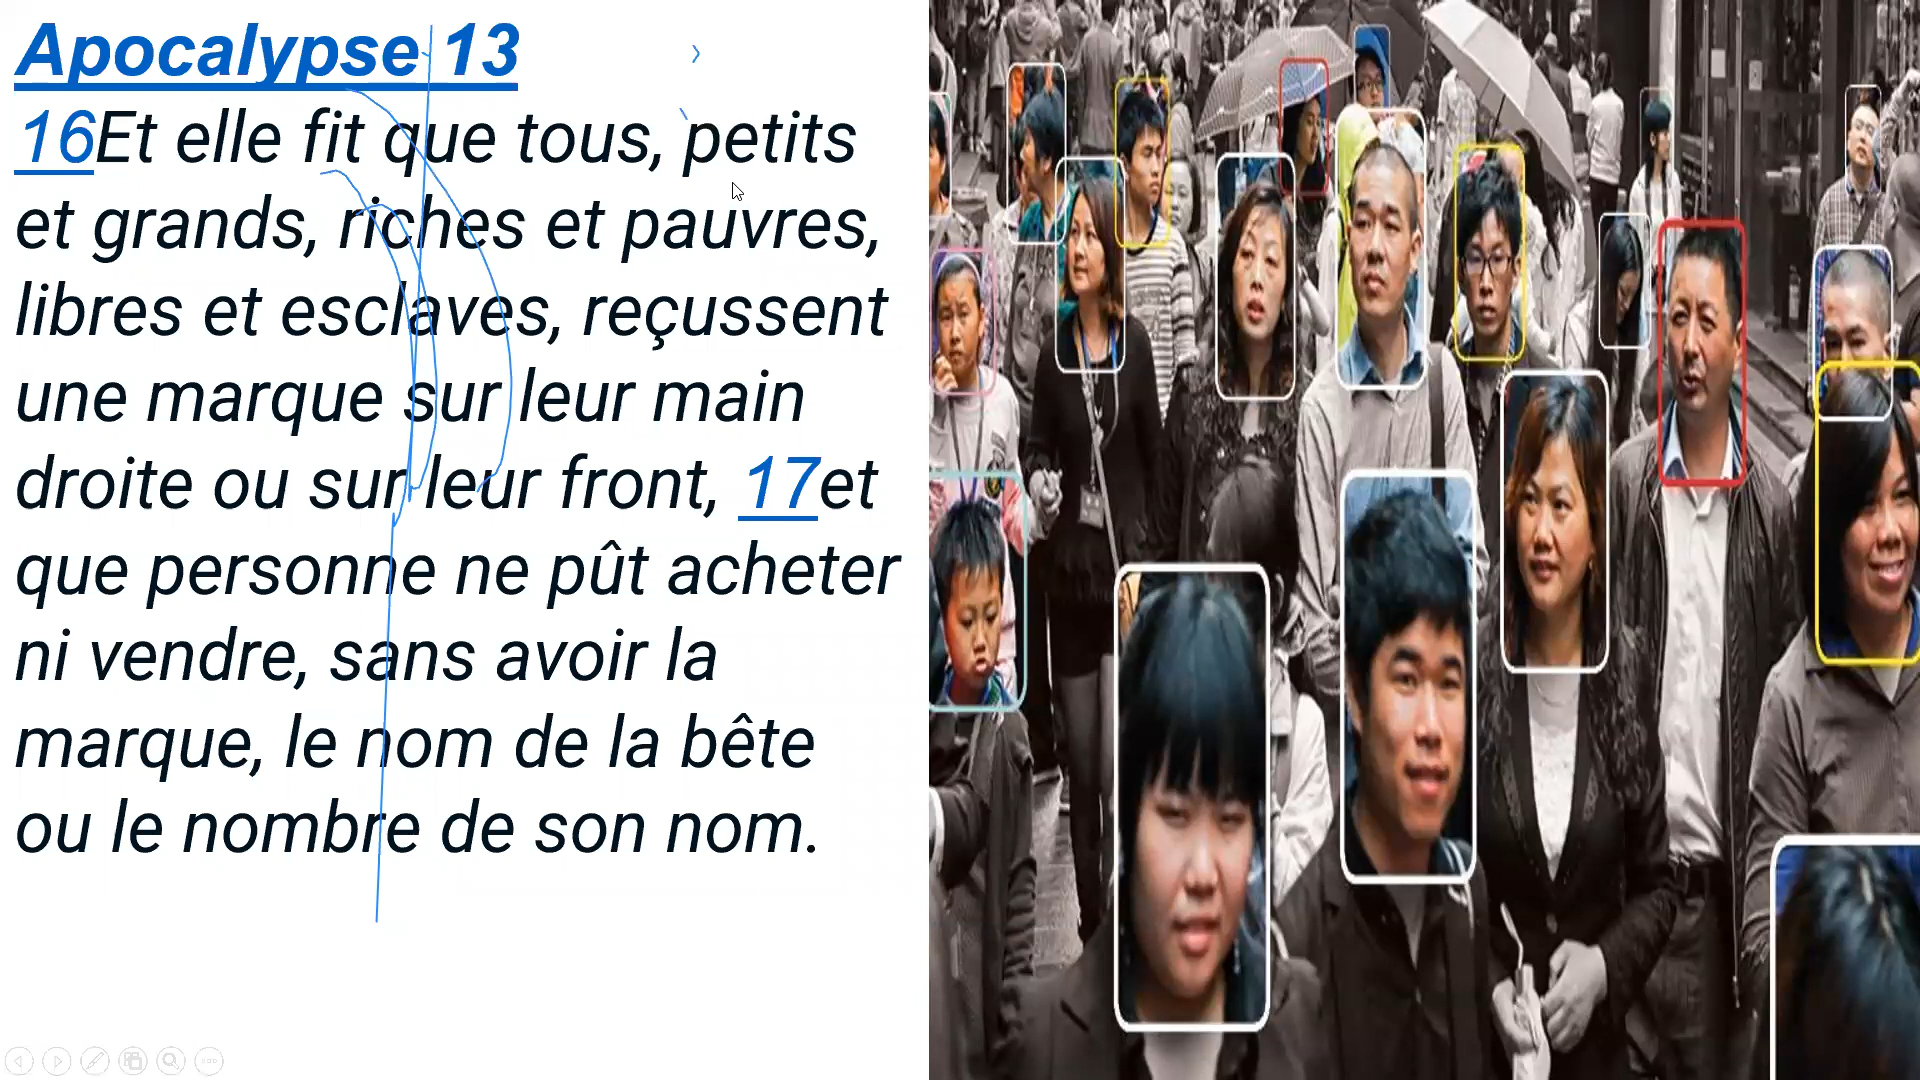 Apocalypse 13
16Et elle fit que tous, petits
et grands, riches et pauvres,
libres et esclaves, reçussent
une marque sur leur main
droite ou sur leur front, 17et
que personne ne pût acheter
ni vendre, sans avoir la
marque, le nom de la bête
ou le nombre de son nom.